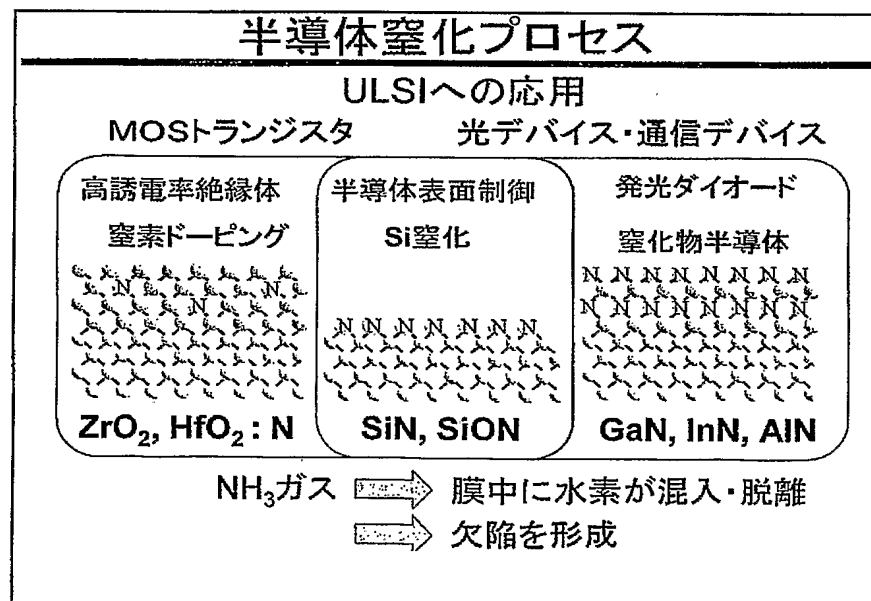 半導体窒化プロセス
ULSIへの応用
MOSトランジスタ 光デバイス・通信デバイス
高誘電率絶縁体 半導体表面制御 発光ダイオード
窒素ドーピング Si窒化 窒化物半導体
N N N N N N N N
N N
N N N N N N N N
N
N N N N N N N
ZrO₂, HfO₂ : N SiN, SiON GaN, InN, AlN
NH₃ガス 膜中に水素が混入・脱離
欠陥を形成